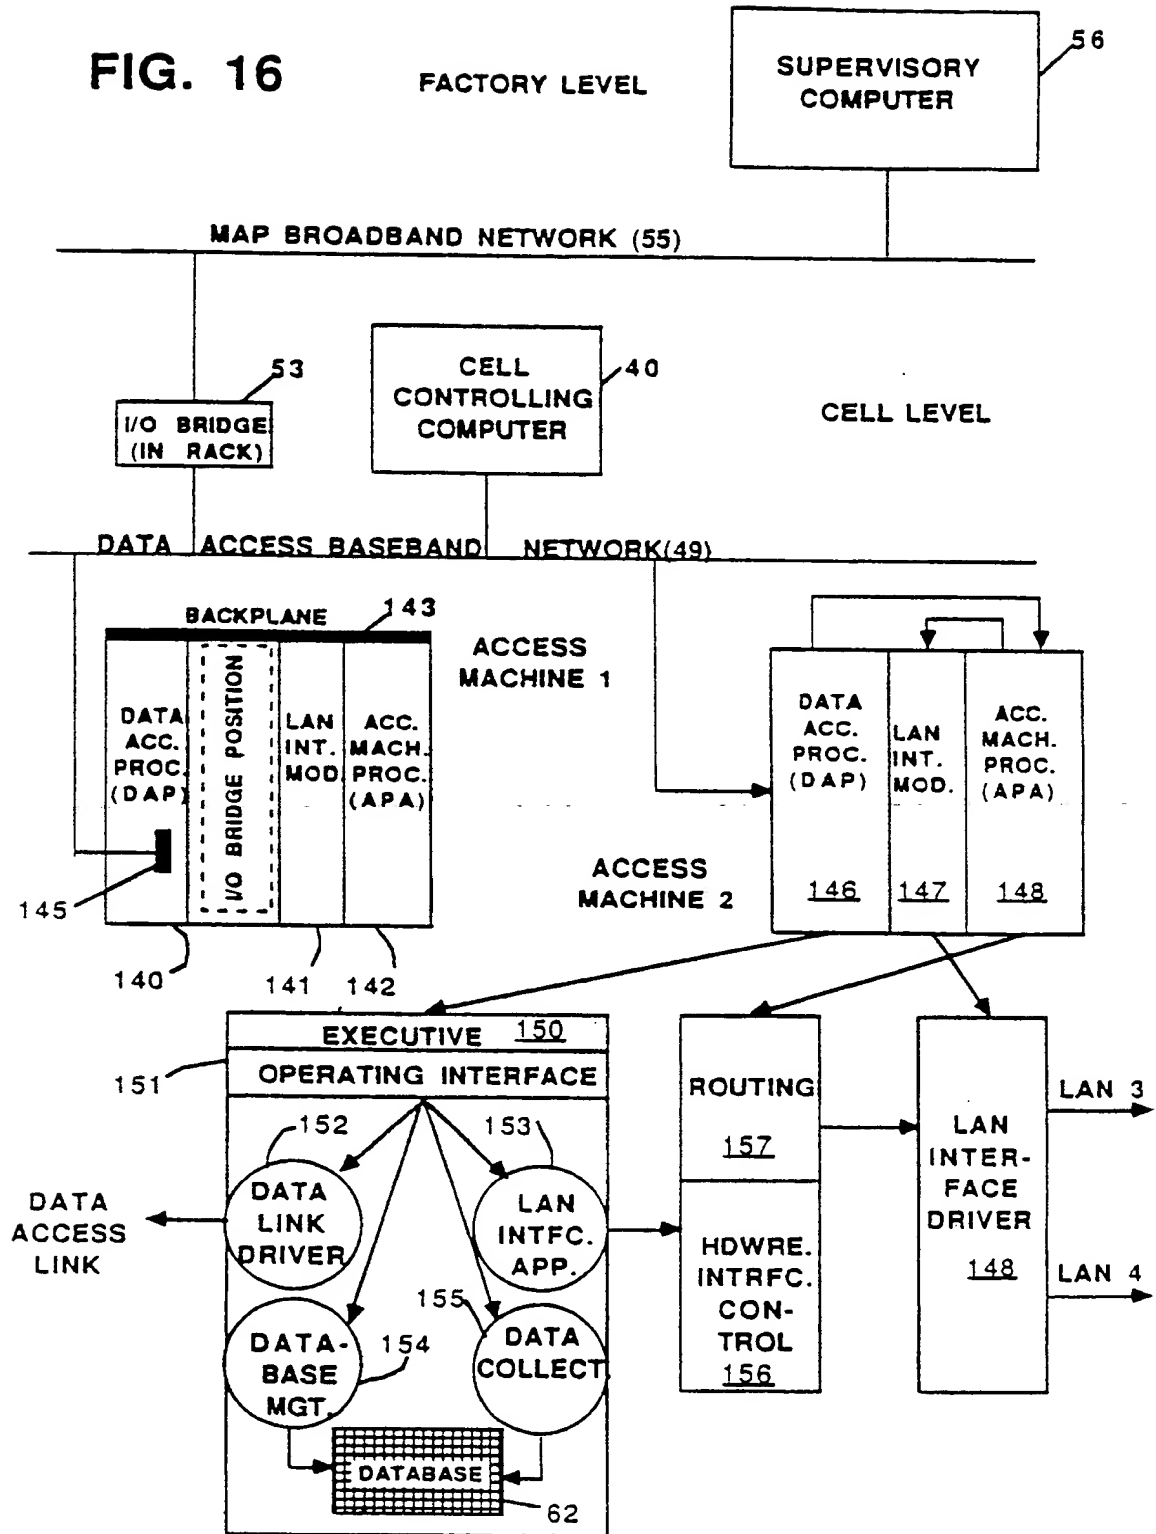 FIG. 16
FACTORY LEVEL
SUPERVISORY
COMPUTER
56
MAP BROADBAND NETWORK (55)
53
I/O BRIDGE
(IN RACK)
CELL
CONTROLLING
COMPUTER
40
CELL LEVEL
DATA ACCESS BASEBAND NETWORK(49)
BACKPLANE
143
ACCESS
MACHINE 1
DATA
ACC.
PROC.
(DAP)
I/O BRIDGE POSITION
LAN
INT.
MOD.
ACC.
MACH.
PROC.
(APA)
145
140
141
142
ACCESS
MACHINE 2
DATA
ACC.
PROC.
(DAP)
146
LAN
INT.
MOD.
147
ACC.
MACH.
PROC.
(APA)
148
EXECUTIVE 150
151
OPERATING INTERFACE
152
DATA
LINK
DRIVER
153
LAN
INTFC.
APP.
DATA
ACCESS
LINK
DATA-
BASE
MGT.
154
155
DATA
COLLECT
DATABASE
62
ROUTING
157
HDWRE.
INTRFC.
CON-
TROL
156
LAN
INTER-
FACE
DRIVER
148
LAN 3
LAN 4